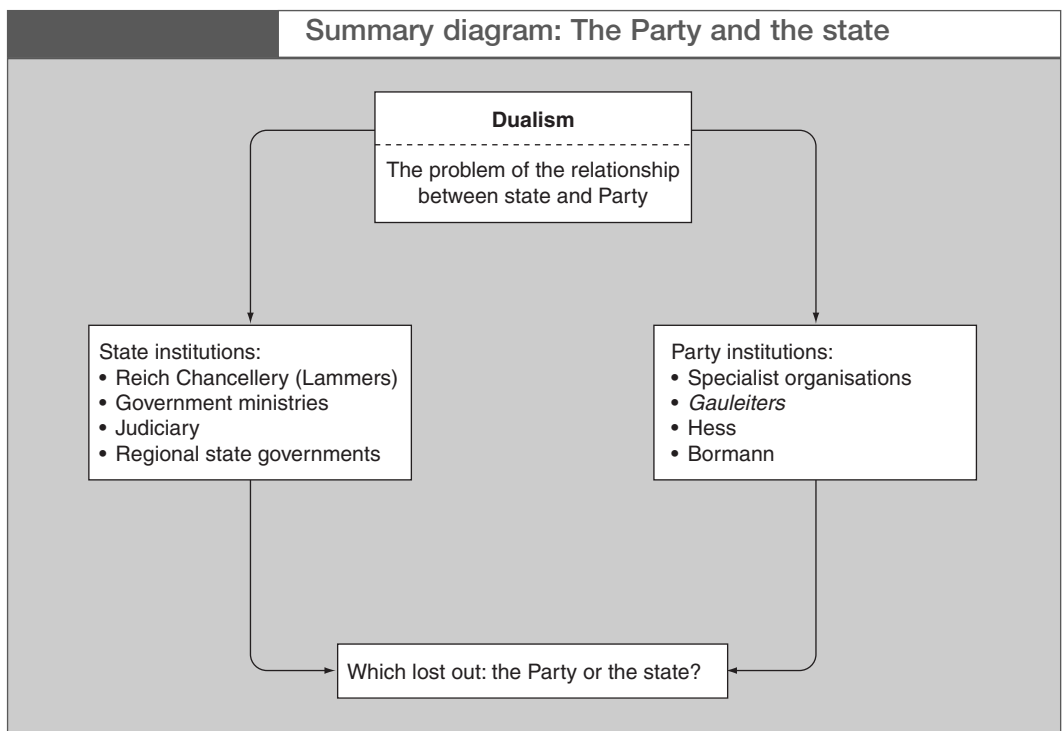 Summary diagram: The Party and the state
Dualism
The problem of the relationship
between state and Party
State institutions:
• Reich Chancellery (Lammers)
• Government ministries
• Judiciary
• Regional state governments
Party institutions:
• Specialist organisations
• Gauleiters
• Hess
• Bormann
Which lost out: the Party or the state?